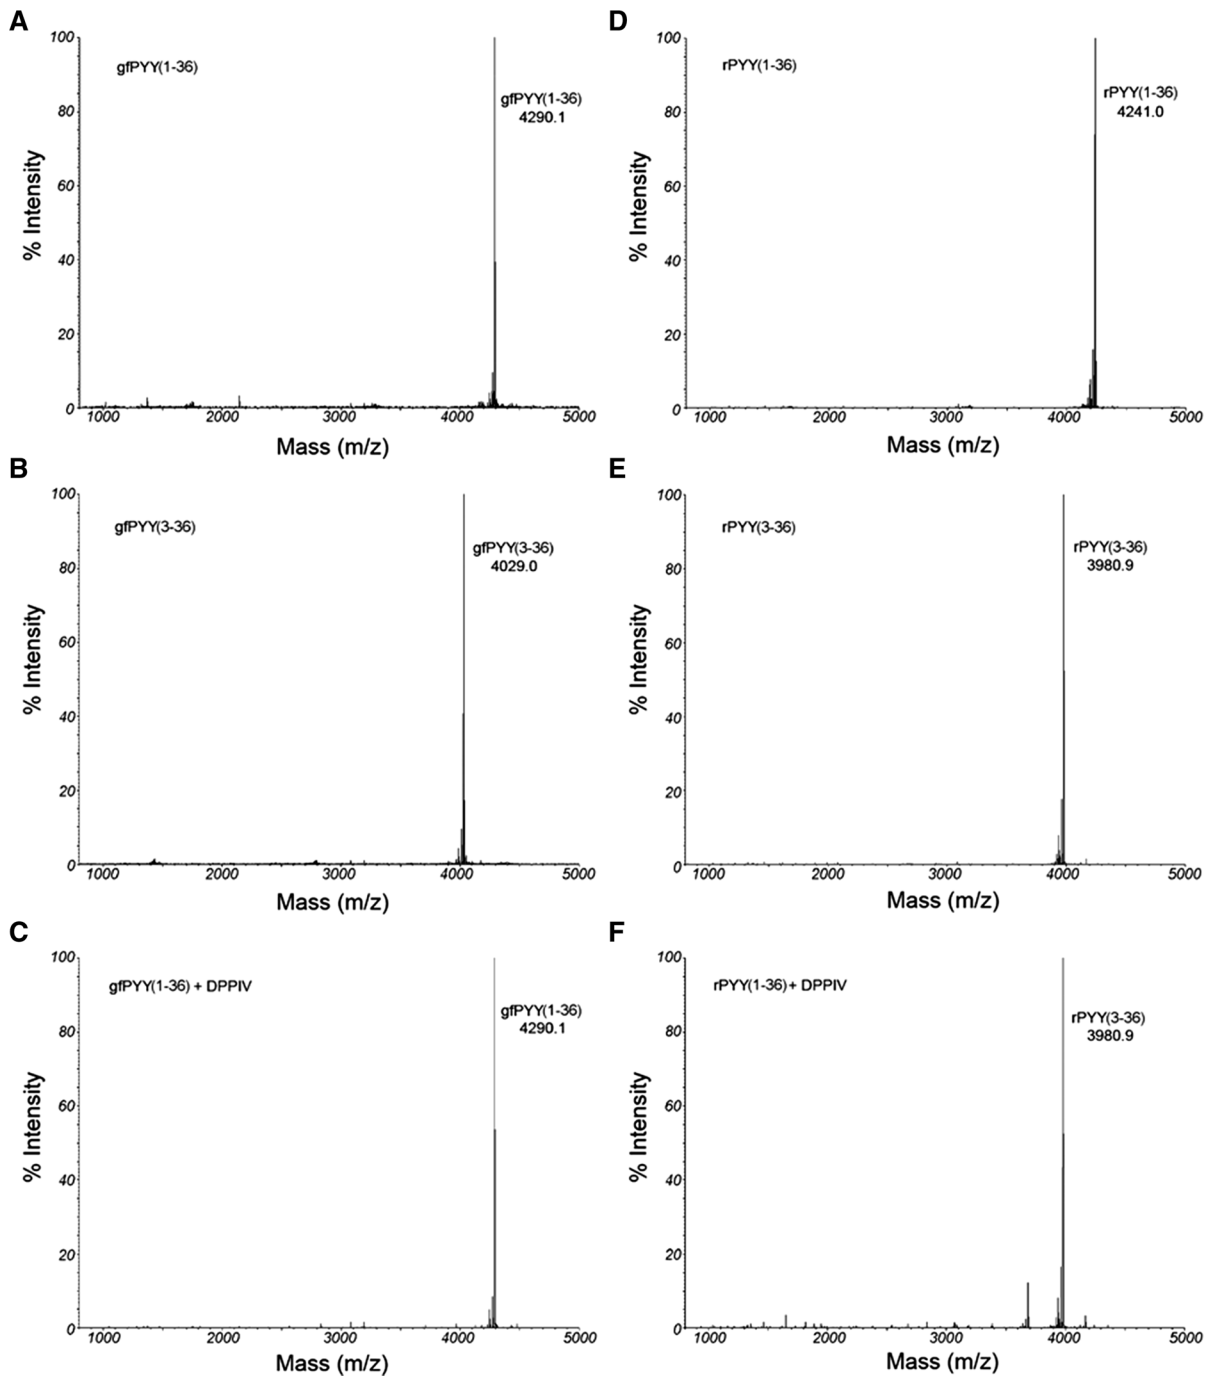 A
100
80
60
40
20
0
% Intensity
gfPYY(1-36)
gfPYY(1-36)
4290.1
1000 2000 3000 4000 5000
Mass (m/z)
D
100
80
60
40
20
0
% Intensity
rPYY(1-36)
rPYY(1-36)
4241.0
1000 2000 3000 4000 5000
Mass (m/z)
B
100
80
60
40
20
0
% Intensity
gfPYY(3-36)
gfPYY(3-36)
4029.0
1000 2000 3000 4000 5000
Mass (m/z)
E
100
80
60
40
20
0
% Intensity
rPYY(3-36)
rPYY(3-36)
3980.9
1000 2000 3000 4000 5000
Mass (m/z)
C
100
80
60
40
20
0
% Intensity
gfPYY(1-36) + DPPIV
gfPYY(1-36)
4290.1
1000 2000 3000 4000 5000
Mass (m/z)
F
100
80
60
40
20
0
% Intensity
rPYY(1-36) + DPPIV
rPYY(3-36)
3980.9
1000 2000 3000 4000 5000
Mass (m/z)